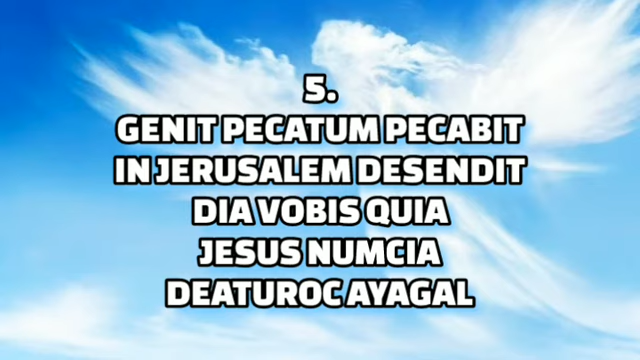 5.
GENIT PECATUM PECABIT
IN JERUSALEM DESENDIT
DIA VOBIS QUIA
JESUS NUMCIA
DEATUROC AYAGAL